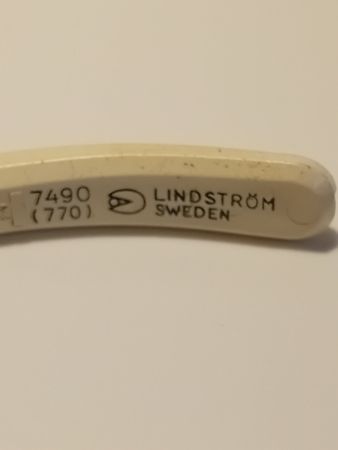 7490
(770)
LINDSTRÖM
SWEDEN